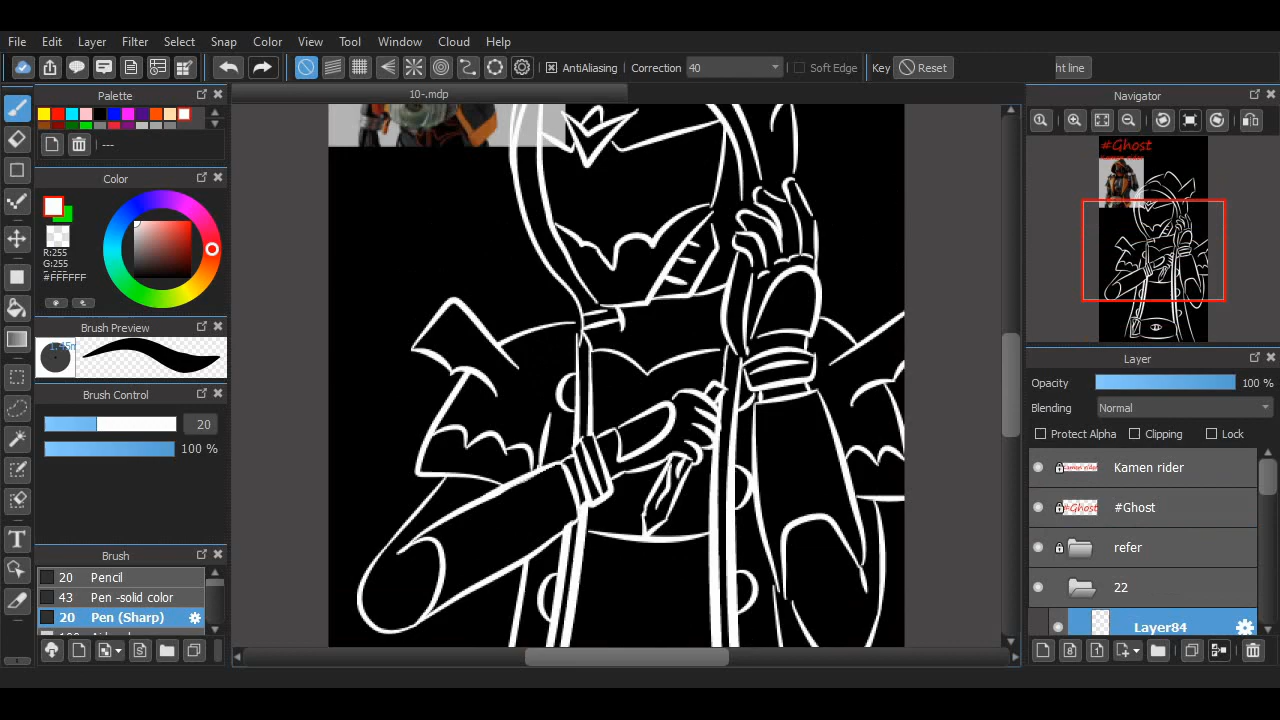 File Edit Layer Filter Select Snap Color View Tool Window Cloud Help
AntiAliasing Correction 40 Soft Edge Key Reset ht line
Palette
10-.mdp
Navigator
---
Color
#Ghost
R:255
G:255
#FFFFFF
Brush Preview
Layer
Opacity 100 %
Brush Control
Blending Normal
20
Protect Alpha Clipping Lock
100 %
Kamen rider
#Ghost
refer
22
Brush
20 Pencil
43 Pen -solid color
20 Pen (Sharp)
Layer84